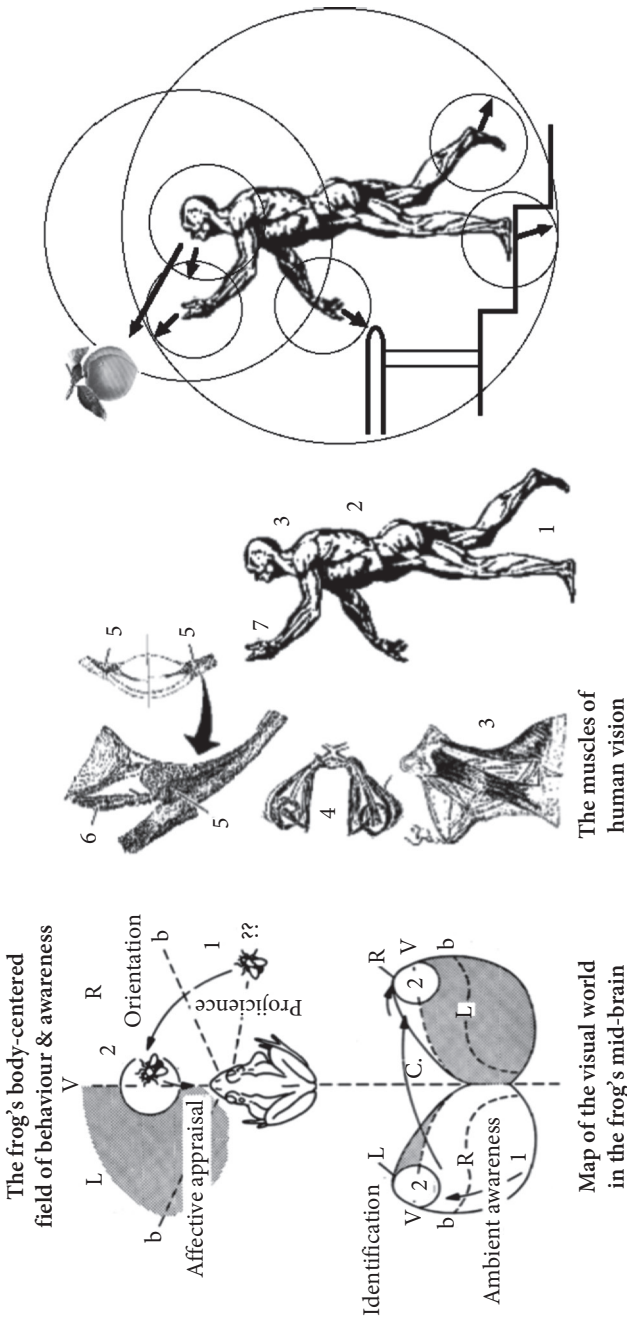 The frog's body-centered
field of behaviour & awareness
L
V
R
2
Orientation
b
b
1
??
Affective appraisal
Projicience
Identification
L
R
V
2
b
R
C.
2
V
b
L
Ambient awareness
1
Map of the visual world
in the frog's mid-brain
6
5
5
5
4
3
7
3
2
1
The muscles of
human vision